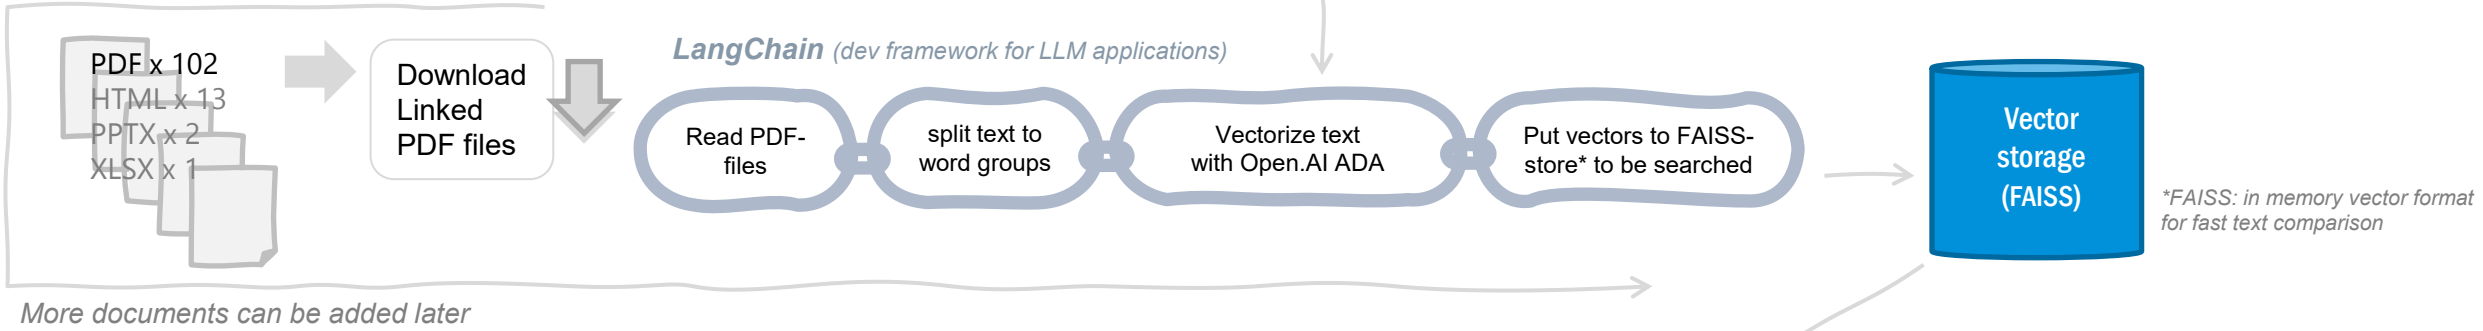 PDF x 102
HTML x 13
PPTX x 2
XLSX x 1
Download
Linked
PDF files
LangChain (dev framework for LLM applications)
Read PDF-
files
split text to
word groups
Vectorize text
with Open.AI ADA
Put vectors to FAISS-
store* to be searched
Vector
storage
(FAISS)
*FAISS: in memory vector format
for fast text comparison
More documents can be added later